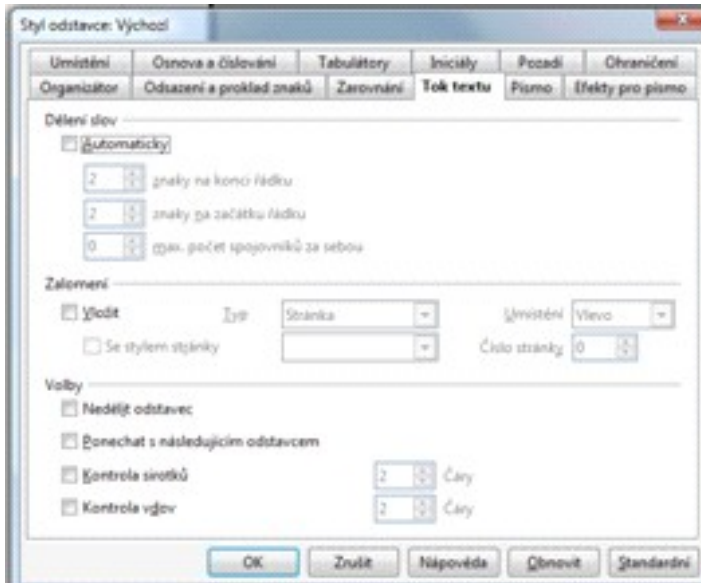 Styl odstavce: Výchozí
Umístění Osnova a číslování Tabulátory Iniciály Pozadí Ohraničení
Organizátor Odsazení a proklad znaků Zarovnání Tok textu Písmo Efekty pro písmo
Dělení slov
Automaticky
2 znaky na konci řádku
2 znaky na začátku řádku
0 max. počet spojovníků za sebou
Zalomení
Vložit Typ Stránka Umístění Vlevo
Se stylem stránky Číslo stránky 0
Volby
Nedělit odstavec
Ponechat s následujícím odstavcem
Kontrola sirotků 2 Čáry
Kontrola vdov 2 Čáry
OK Zrušit Nápověda Obnovit Standardní